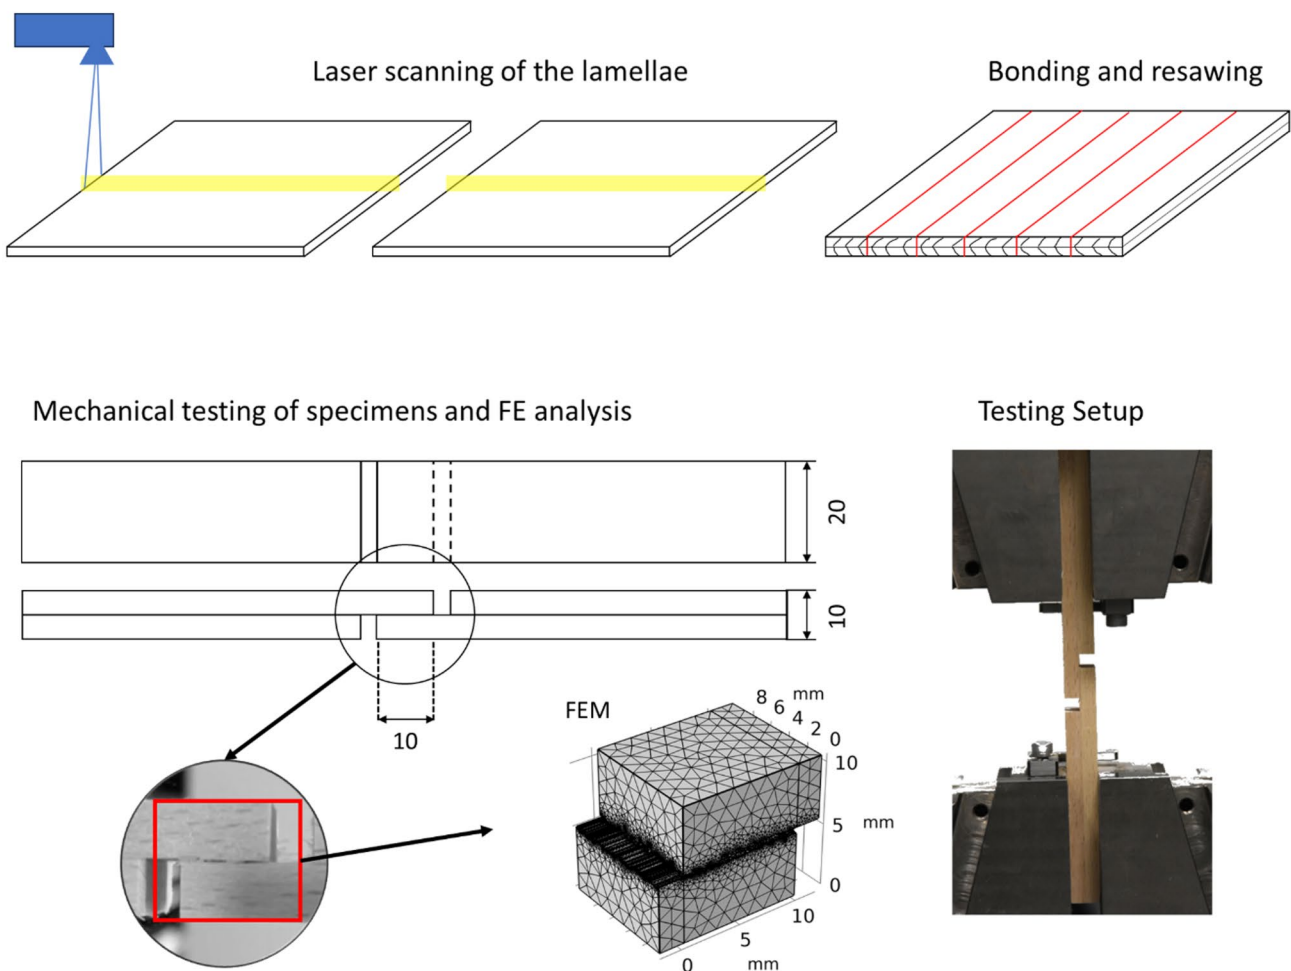 Laser scanning of the lamellae
Bonding and resawing
Mechanical testing of specimens and FE analysis
Testing Setup
20
10
10
FEM
8 mm
6
4
2
0
10
5 mm
0
10
5
0 mm